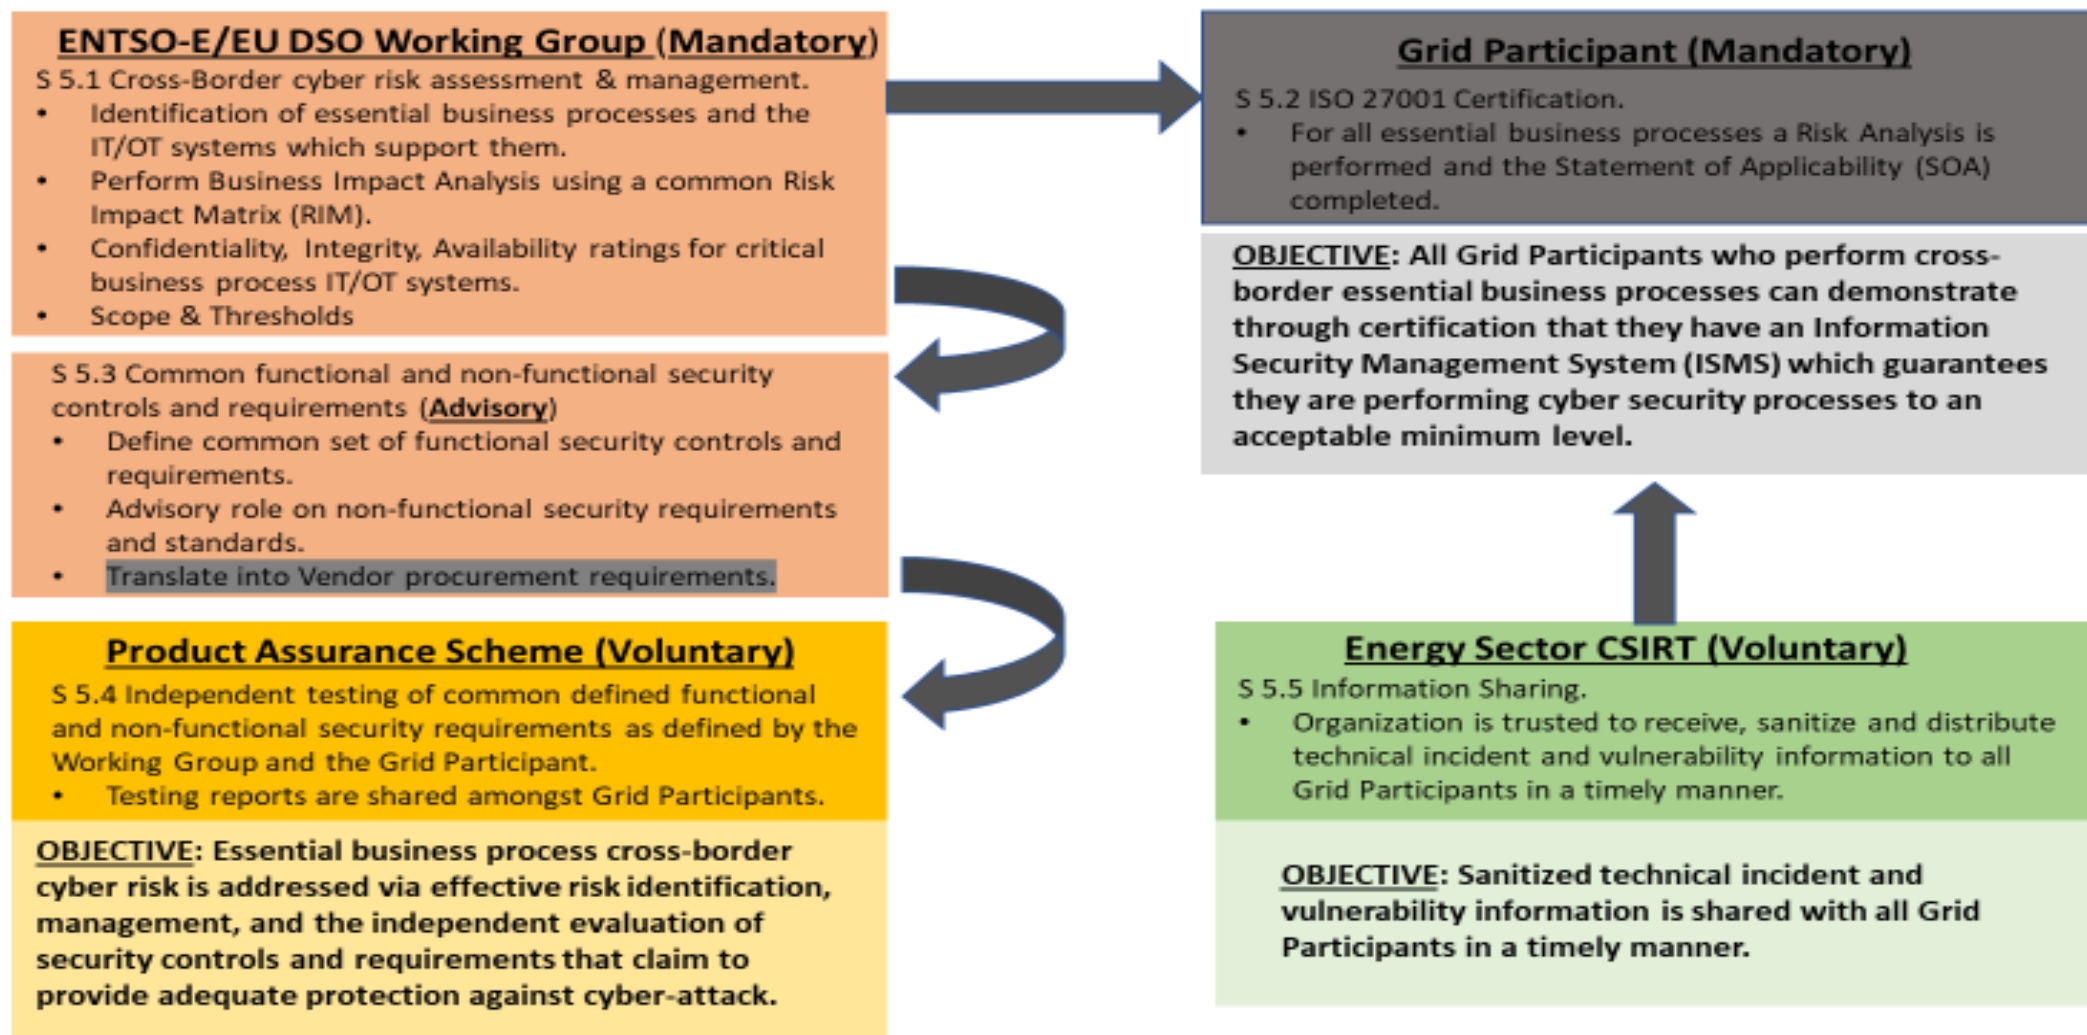 ENTSO-E/EU DSO Working Group (Mandatory)
S 5.1 Cross-Border cyber risk assessment & management.
• Identification of essential business processes and the
IT/OT systems which support them.
• Perform Business Impact Analysis using a common Risk
Impact Matrix (RIM).
• Confidentiality, Integrity, Availability ratings for critical
business process IT/OT systems.
• Scope & Thresholds
S 5.3 Common functional and non-functional security
controls and requirements (Advisory)
• Define common set of functional security controls and
requirements.
• Advisory role on non-functional security requirements
and standards.
• Translate into Vendor procurement requirements.
Product Assurance Scheme (Voluntary)
S 5.4 Independent testing of common defined functional
and non-functional security requirements as defined by the
Working Group and the Grid Participant.
• Testing reports are shared amongst Grid Participants.
OBJECTIVE: Essential business process cross-border
cyber risk is addressed via effective risk identification,
management, and the independent evaluation of
security controls and requirements that claim to
provide adequate protection against cyber-attack.
Grid Participant (Mandatory)
S 5.2 ISO 27001 Certification.
• For all essential business processes a Risk Analysis is
performed and the Statement of Applicability (SOA)
completed.
OBJECTIVE: All Grid Participants who perform cross-
border essential business processes can demonstrate
through certification that they have an Information
Security Management System (ISMS) which guarantees
they are performing cyber security processes to an
acceptable minimum level.
Energy Sector CSIRT (Voluntary)
S 5.5 Information Sharing.
• Organization is trusted to receive, sanitize and distribute
technical incident and vulnerability information to all
Grid Participants in a timely manner.
OBJECTIVE: Sanitized technical incident and
vulnerability information is shared with all Grid
Participants in a timely manner.